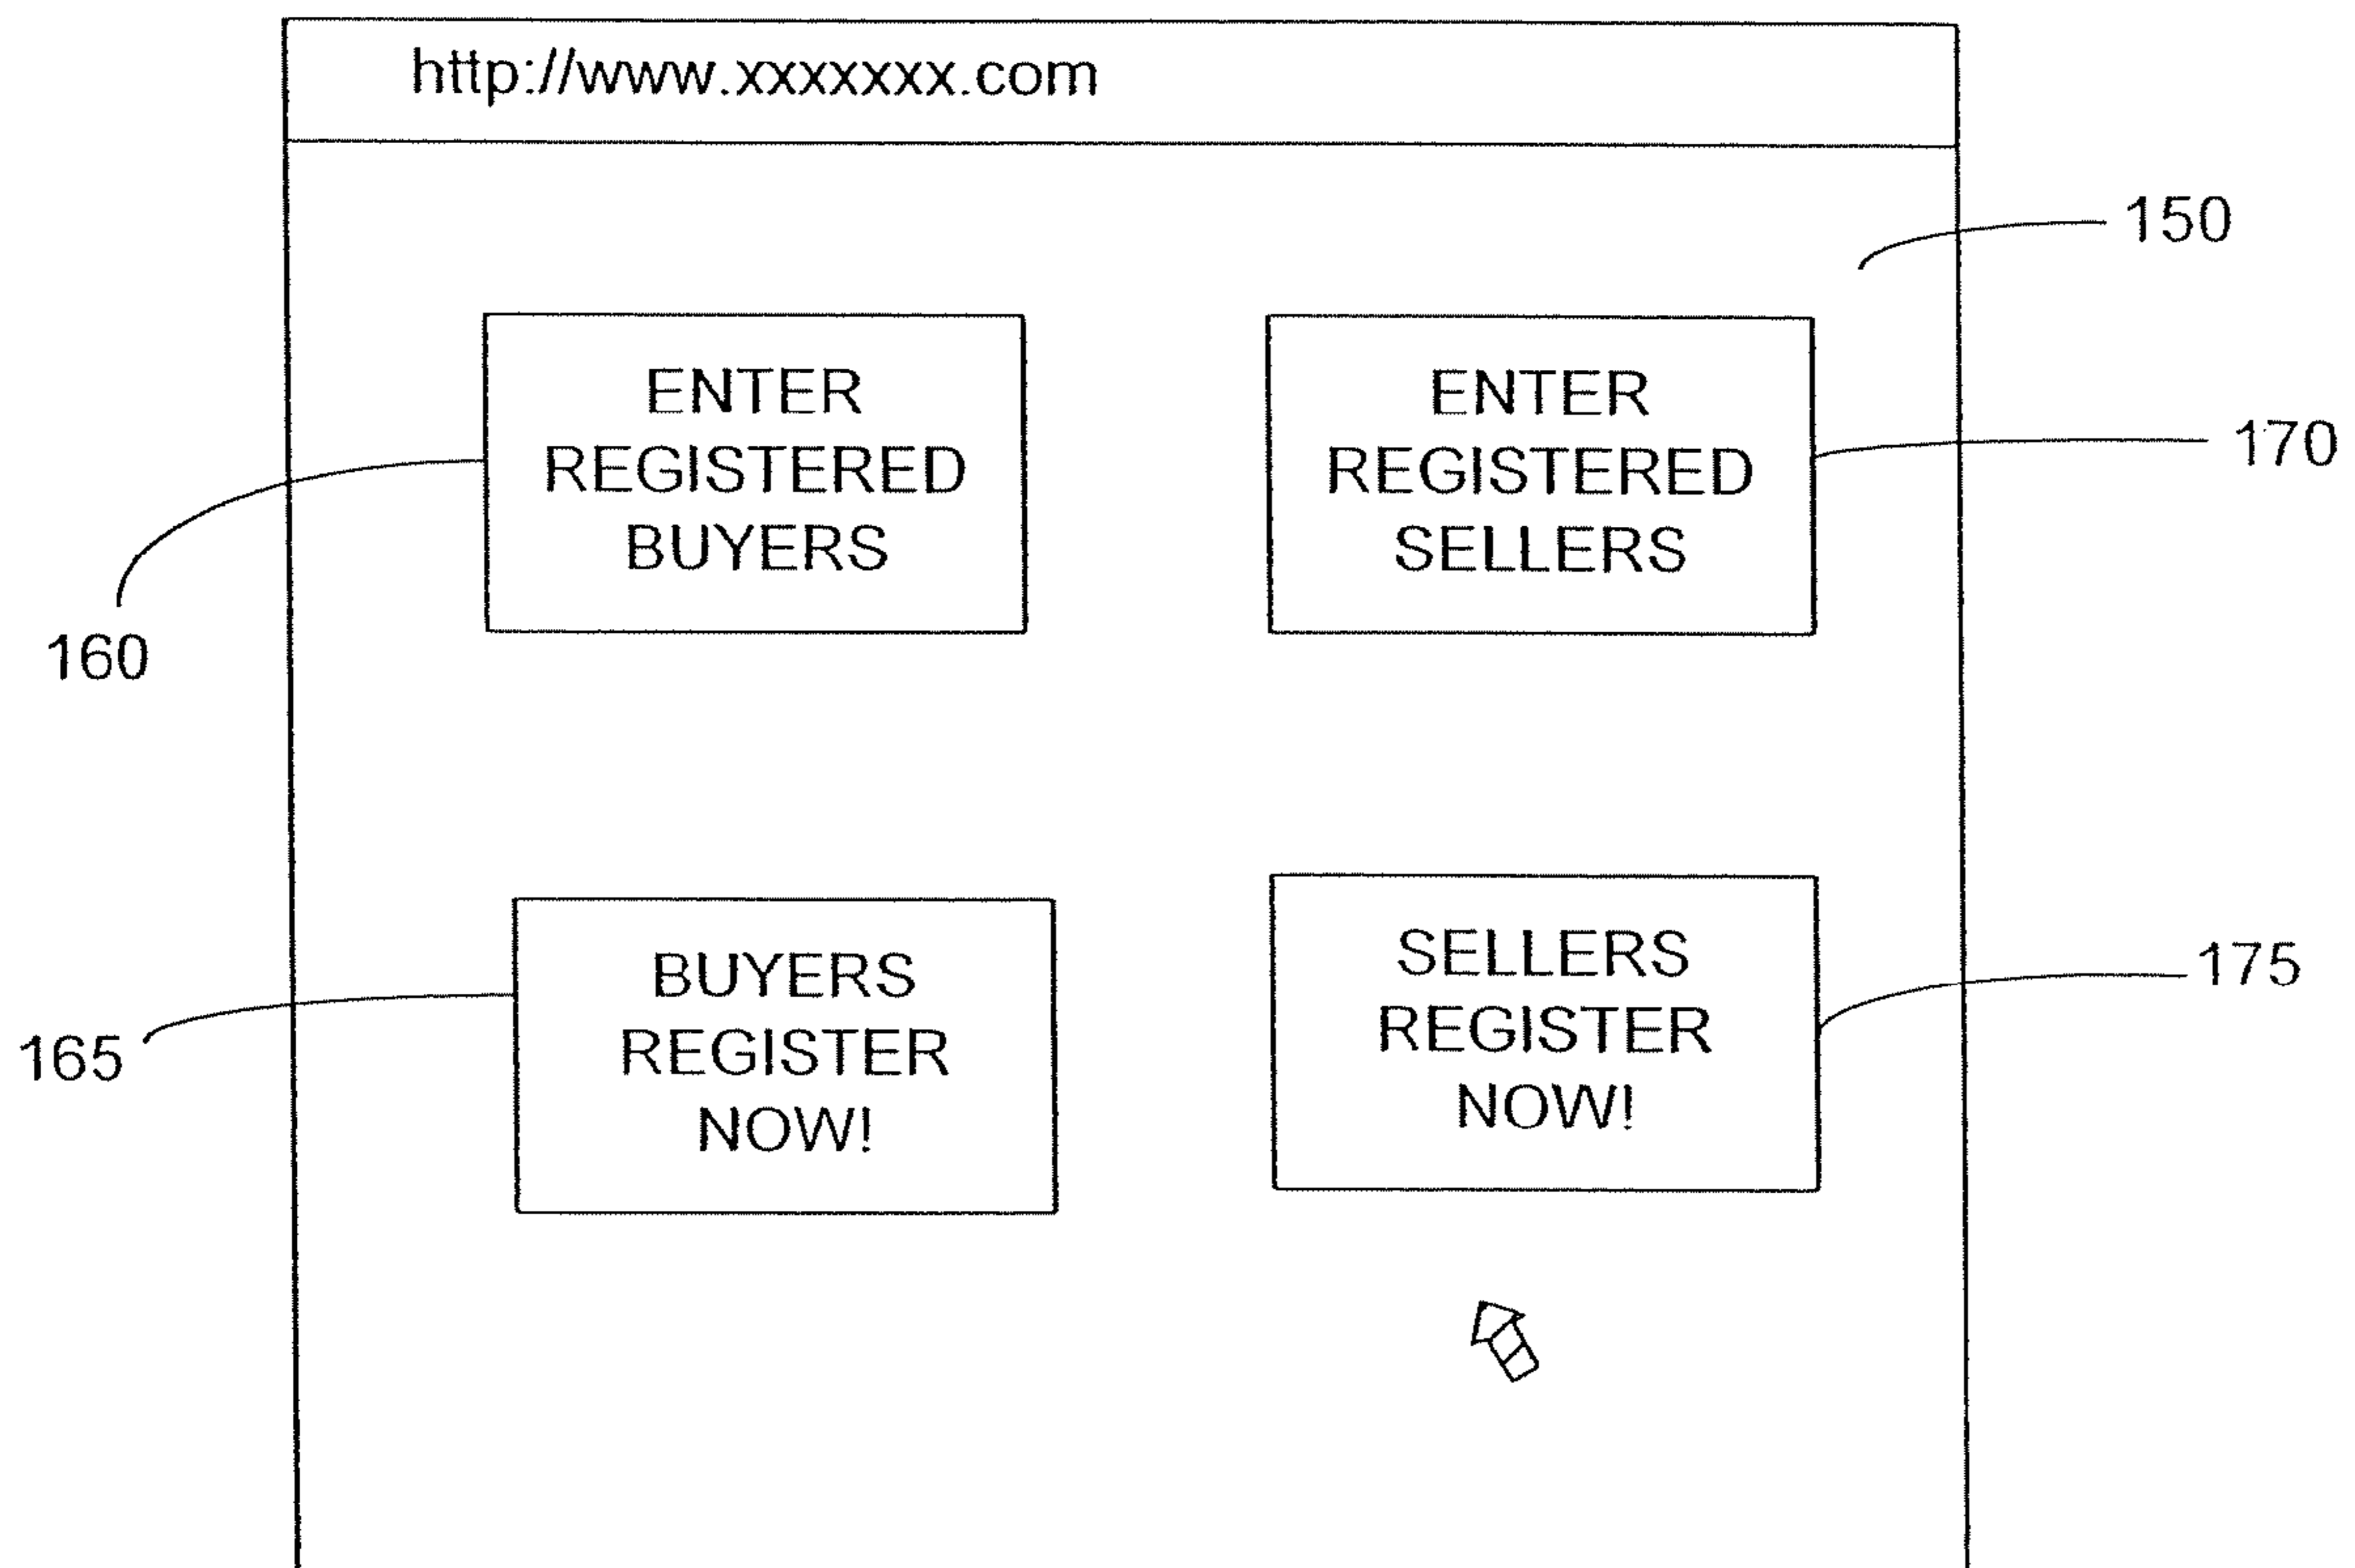 http://www.xxxxxxx.com
150
ENTER
REGISTERED
BUYERS
160
ENTER
REGISTERED
SELLERS
170
BUYERS
REGISTER
NOW!
165
SELLERS
REGISTER
NOW!
175